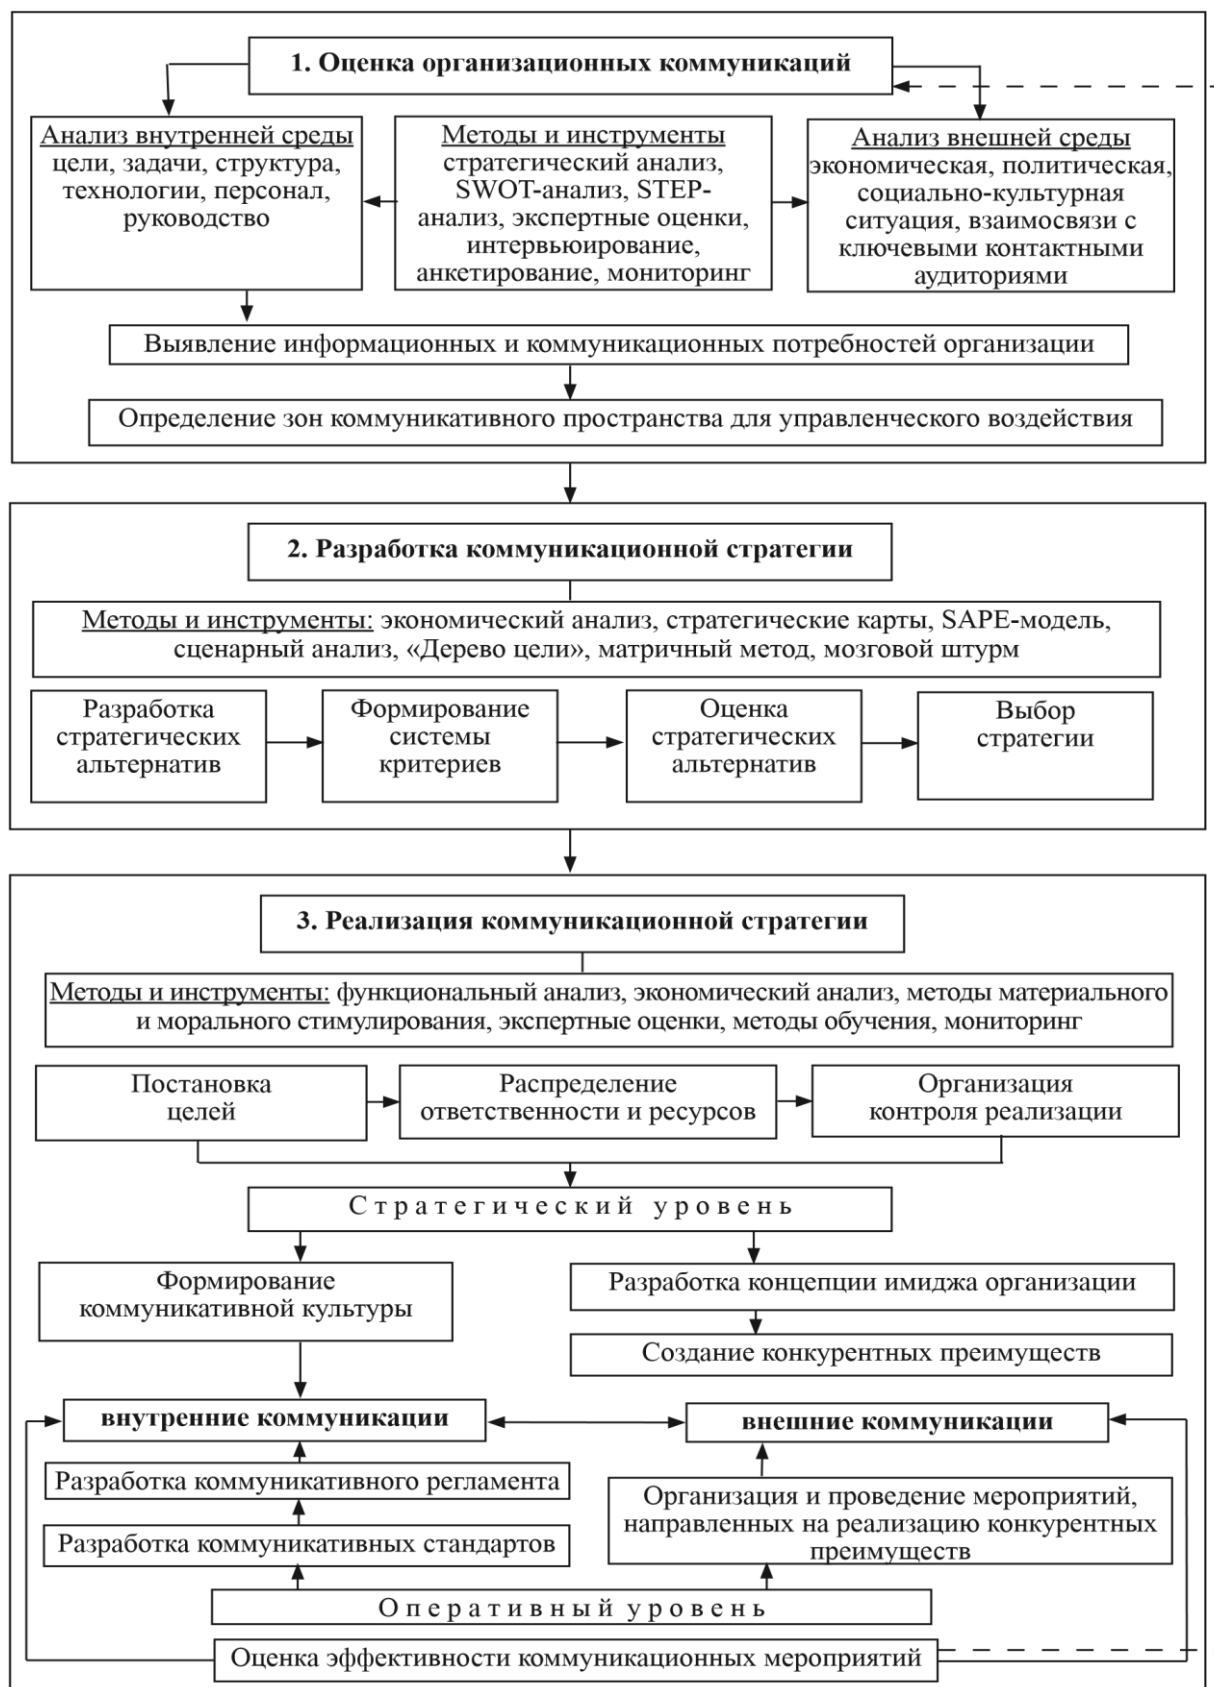 1. Оценка организационных коммуникаций
Анализ внутренней среды
цели, задачи, структура,
технологии, персонал,
руководство
Методы и инструменты
стратегический анализ,
SWOT-анализ, STEP-
анализ, экспертные оценки,
интервьюирование,
анкетирование, мониторинг
Анализ внешней среды
экономическая, политическая,
социально-культурная
ситуация, взаимосвязи с
ключевыми контактными
аудиториями
Выявление информационных и коммуникационных потребностей организации
Определение зон коммуникативного пространства для управленческого воздействия
2. Разработка коммуникационной стратегии
Методы и инструменты: экономический анализ, стратегические карты, SAPE-модель,
сценарный анализ, «Дерево цели», матричный метод, мозговой штурм
Разработка
стратегических
альтернатив
Формирование
системы
критериев
Оценка
стратегических
альтернатив
Выбор
стратегии
3. Реализация коммуникационной стратегии
Методы и инструменты: функциональный анализ, экономический анализ, методы материального
и морального стимулирования, экспертные оценки, методы обучения, мониторинг
Постановка
целей
Распределение
ответственности и ресурсов
Организация
контроля реализации
Стратегический уровень
Формирование
коммуникативной культуры
Разработка концепции имиджа организации
Создание конкурентных преимуществ
внутренние коммуникации
внешние коммуникации
Разработка коммуникативного регламента
Разработка коммуникативных стандартов
Организация и проведение мероприятий,
направленных на реализацию конкурентных
преимуществ
Оперативный уровень
Оценка эффективности коммуникационных мероприятий